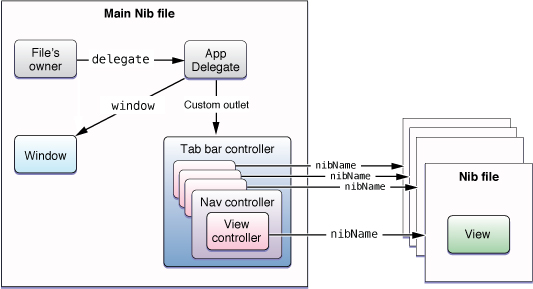 Main Nib file
File's
owner
delegate
App
Delegate
window
Custom outlet
Window
Tab bar controller
nibName
nibName
nibName
Nav controller
View
controller
nibName
Nib file
View